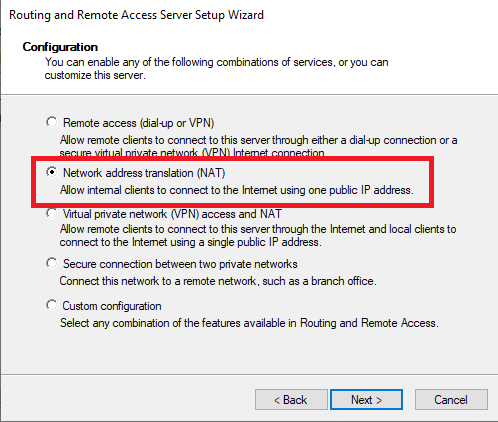 Routing and Remote Access Server Setup Wizard
Configuration
You can enable any of the following combinations of services, or you can
customize this server.
Remote access (dial-up or VPN)
Allow remote clients to connect to this server through either a dial-up connection or a
secure virtual private network (VPN) Internet connection.
Network address translation (NAT)
Allow internal clients to connect to the Internet using one public IP address.
Virtual private network (VPN) access and NAT
Allow remote clients to connect to this server through the Internet and local clients to
connect to the Internet using a single public IP address.
Secure connection between two private networks
Connect this network to a remote network, such as a branch office.
Custom configuration
Select any combination of the features available in Routing and Remote Access.
< Back Next > Cancel